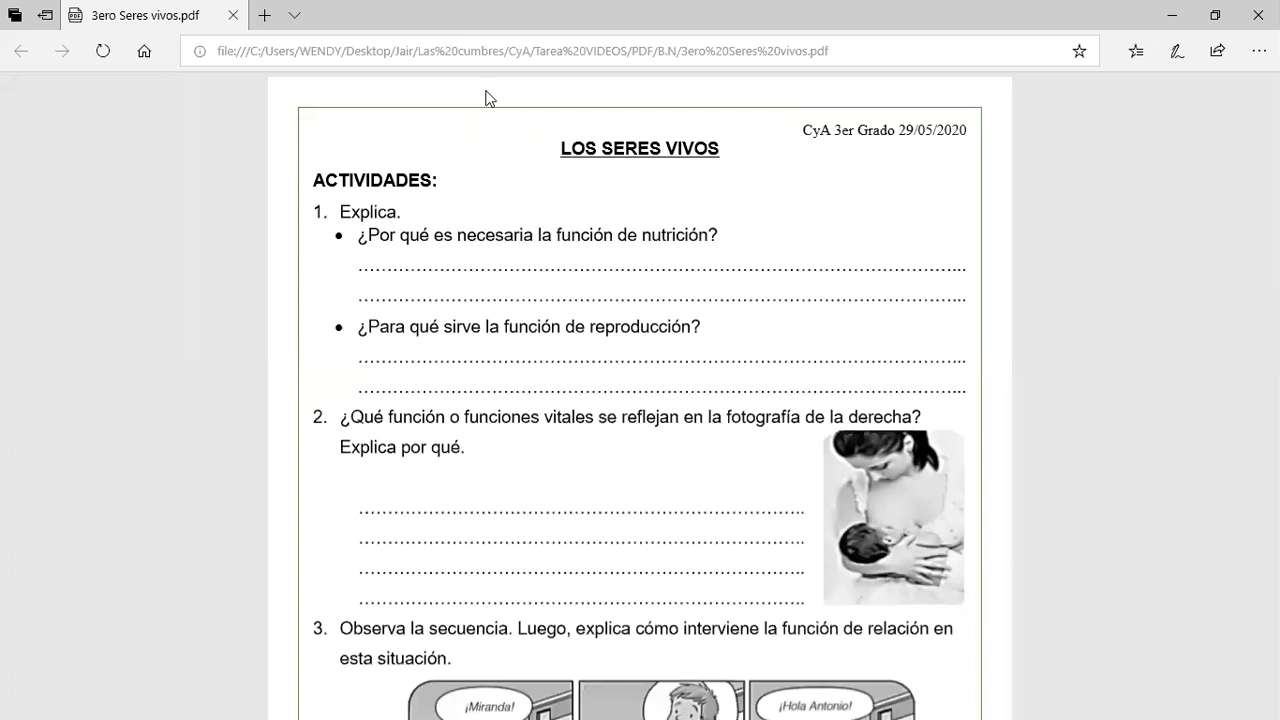 3ero Seres vivos.pdf
file:///C:/Users/WENDY/Desktop/Jair/Las%20cumbres/CyA/Tarea%20VIDEOS/PDF/B.N/3ero%20Seres%20vivos.pdf
CyA 3er Grado 29/05/2020
LOS SERES VIVOS
ACTIVIDADES:
1. Explica.
• ¿Por qué es necesaria la función de nutrición?
• ¿Para qué sirve la función de reproducción?
2. ¿Qué función o funciones vitales se reflejan en la fotografía de la derecha?
Explica por qué.
3. Observa la secuencia. Luego, explica cómo interviene la función de relación en
esta situación.
¡Miranda!
¡Hola Antonio!